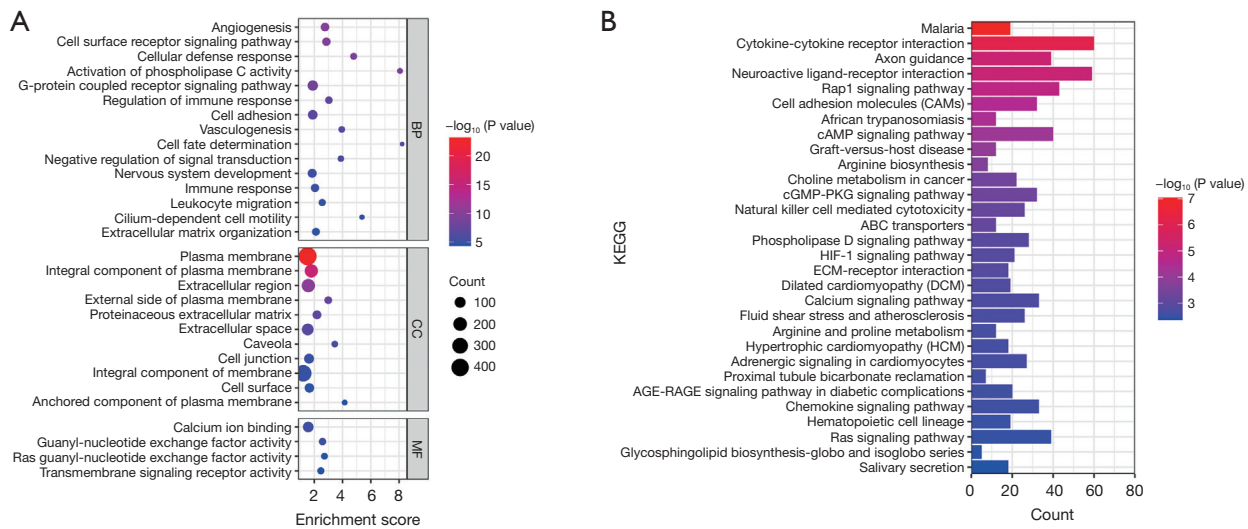 A
Angiogenesis
Cell surface receptor signaling pathway
Cellular defense response
Activation of phospholipase C activity
G-protein coupled receptor signaling pathway
Regulation of immune response
Cell adhesion
Vasculogenesis
Cell fate determination
Negative regulation of signal transduction
Nervous system development
Immune response
Leukocyte migration
Cilium-dependent cell motility
Extracellular matrix organization
BP
Plasma membrane
Integral component of plasma membrane
Extracellular region
External side of plasma membrane
Proteinaceous extracellular matrix
Extracellular space
Caveola
Cell junction
Integral component of membrane
Cell surface
Anchored component of plasma membrane
CC
Calcium ion binding
Guanyl-nucleotide exchange factor activity
Ras guanyl-nucleotide exchange factor activity
Transmembrane signaling receptor activity
MF
2 4 6 8
Enrichment score
−log₁₀ (P value)
20
15
10
5
Count
100
200
300
400
B
KEGG
Malaria
Cytokine-cytokine receptor interaction
Axon guidance
Neuroactive ligand-receptor interaction
Rap1 signaling pathway
Cell adhesion molecules (CAMs)
African trypanosomiasis
cAMP signaling pathway
Graft-versus-host disease
Arginine biosynthesis
Choline metabolism in cancer
cGMP-PKG signaling pathway
Natural killer cell mediated cytotoxicity
ABC transporters
Phospholipase D signaling pathway
HIF-1 signaling pathway
ECM-receptor interaction
Dilated cardiomyopathy (DCM)
Calcium signaling pathway
Fluid shear stress and atherosclerosis
Arginine and proline metabolism
Hypertrophic cardiomyopathy (HCM)
Adrenergic signaling in cardiomyocytes
Proximal tubule bicarbonate reclamation
AGE-RAGE signaling pathway in diabetic complications
Chemokine signaling pathway
Hematopoietic cell lineage
Ras signaling pathway
Glycosphingolipid biosynthesis-globo and isoglobo series
Salivary secretion
0 20 40 60 80
Count
−log₁₀ (P value)
7
6
5
4
3